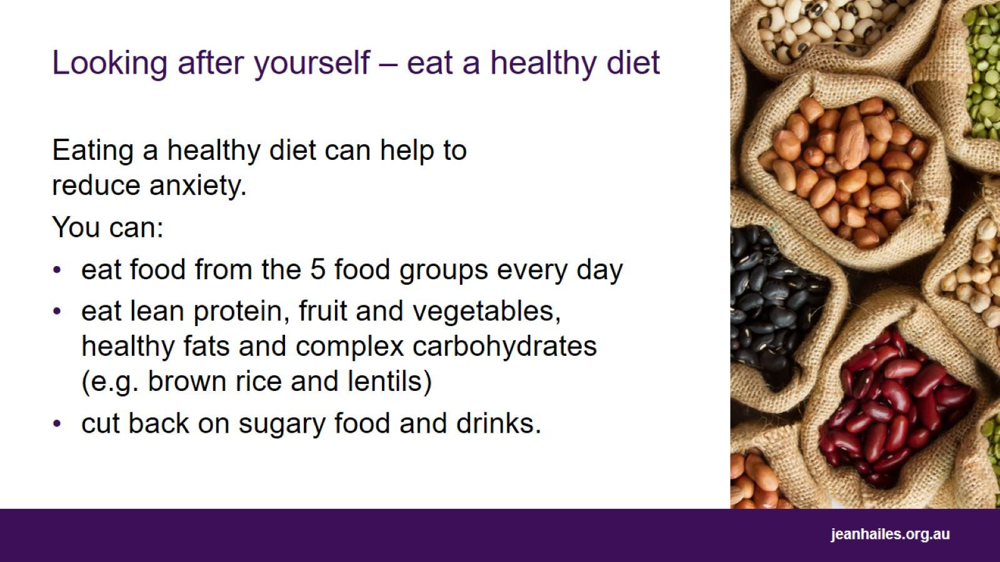 Looking after yourself – eat a healthy diet
Eating a healthy diet can help to
reduce anxiety.
You can:
• eat food from the 5 food groups every day
• eat lean protein, fruit and vegetables,
healthy fats and complex carbohydrates
(e.g. brown rice and lentils)
• cut back on sugary food and drinks.
jeanhailes.org.au